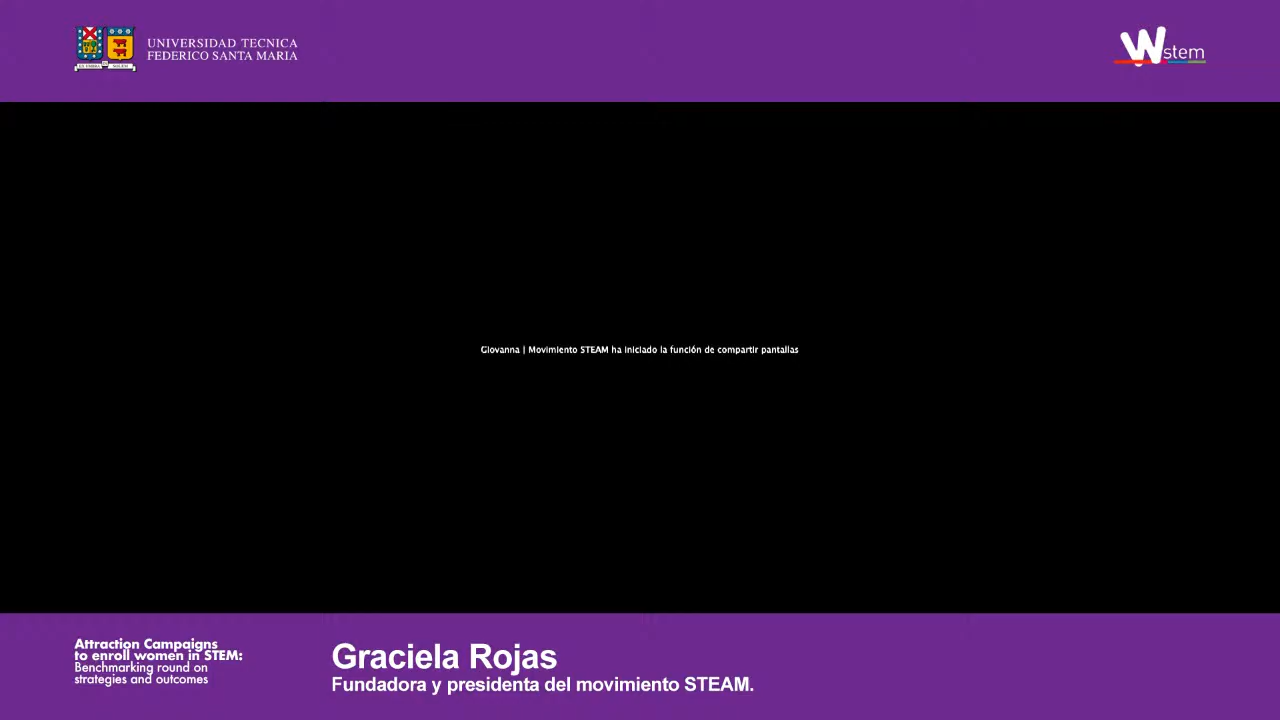 UNIVERSIDAD TECNICA
FEDERICO SANTA MARIA
Wstem
Giovanna | Movimiento STEAM ha iniciado la función de compartir pantallas
Attraction Campaigns
to enroll women in STEM:
Benchmarking round on
strategies and outcomes
Graciela Rojas
Fundadora y presidenta del movimiento STEAM.